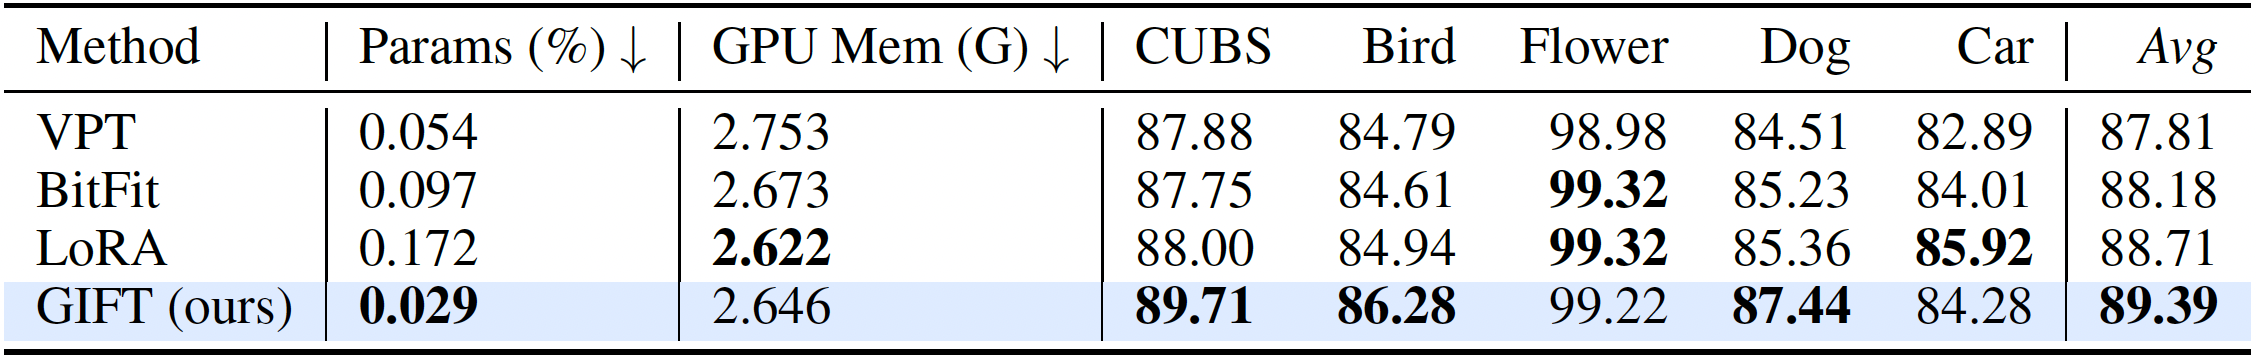 Method Params (%) ↓ GPU Mem (G) ↓ CUBS Bird Flower Dog Car Avg
VPT 0.054 2.753 87.88 84.79 98.98 84.51 82.89 87.81
BitFit 0.097 2.673 87.75 84.61 99.32 85.23 84.01 88.18
LoRA 0.172 2.622 88.00 84.94 99.32 85.36 85.92 88.71
GIFT (ours) 0.029 2.646 89.71 86.28 99.22 87.44 84.28 89.39